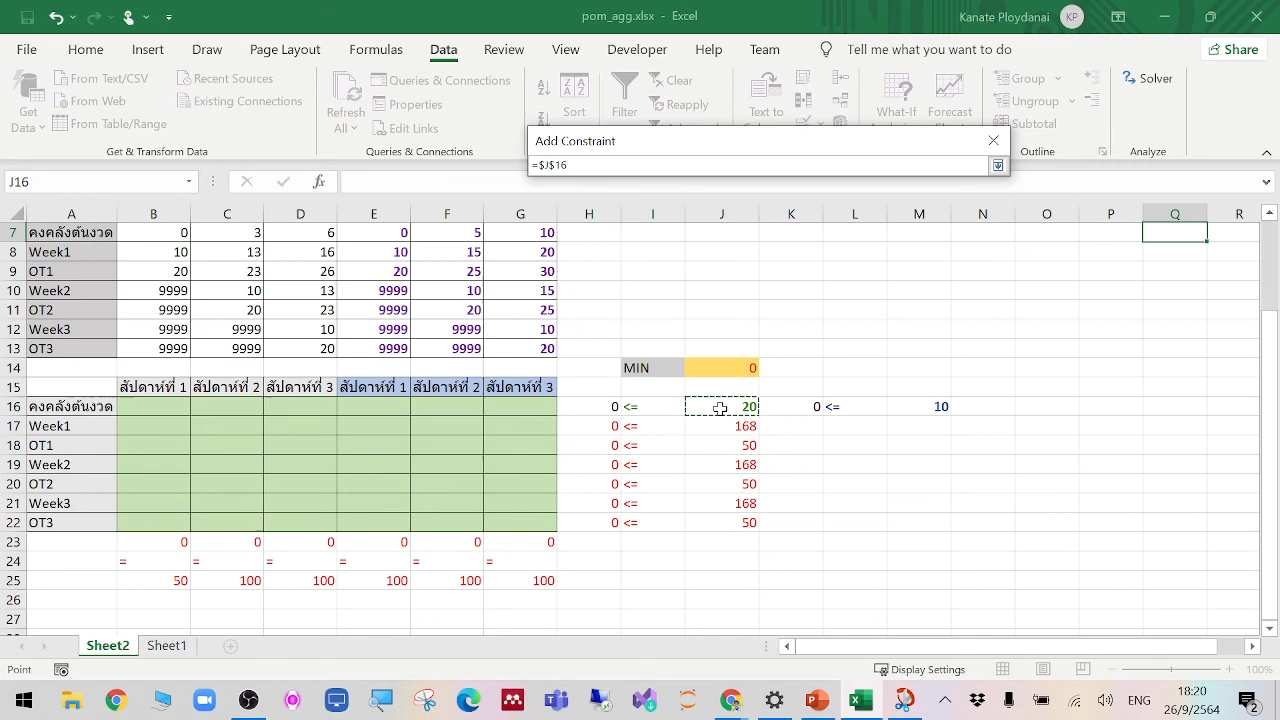 pom_agg.xlsx - Excel
Kanate Ploydanai KP
File Home Insert Draw Page Layout Formulas Data Review View Developer Help Team Tell me what you want to do Share
Get Data
From Text/CSV
From Web
From Table/Range
Recent Sources
Existing Connections
Get & Transform Data
Refresh All
Queries & Connections
Properties
Edit Links
Queries & Connections
Sort
Filter
Clear
Reapply
Text to
What-If
Forecast
Group
Ungroup
Subtotal
Outline
Solver
Analyze
Add Constraint
=$J$16
J16
fx
A B C D E F G H I J K L M N O P Q R
7 คงคลังต้นงวด 0 3 6 0 5 10
8 Week1 10 13 16 10 15 20
9 OT1 20 23 26 20 25 30
10 Week2 9999 10 13 9999 10 15
11 OT2 9999 20 23 9999 20 25
12 Week3 9999 9999 10 9999 9999 10
13 OT3 9999 9999 20 9999 9999 20
14 MIN 0
15 สัปดาห์ที่ 1 สัปดาห์ที่ 2 สัปดาห์ที่ 3 สัปดาห์ที่ 1 สัปดาห์ที่ 2 สัปดาห์ที่ 3
16 คงคลังต้นงวด 0 <= 20 0 <= 10
17 Week1 0 <= 168
18 OT1 0 <= 50
19 Week2 0 <= 168
20 OT2 0 <= 50
21 Week3 0 <= 168
22 OT3 0 <= 50
23 0 0 0 0 0 0
24 = = = = = =
25 50 100 100 100 100 100
26
27
Sheet2 Sheet1
Point
Display Settings
100%
ENG
18:20
26/9/2564
2